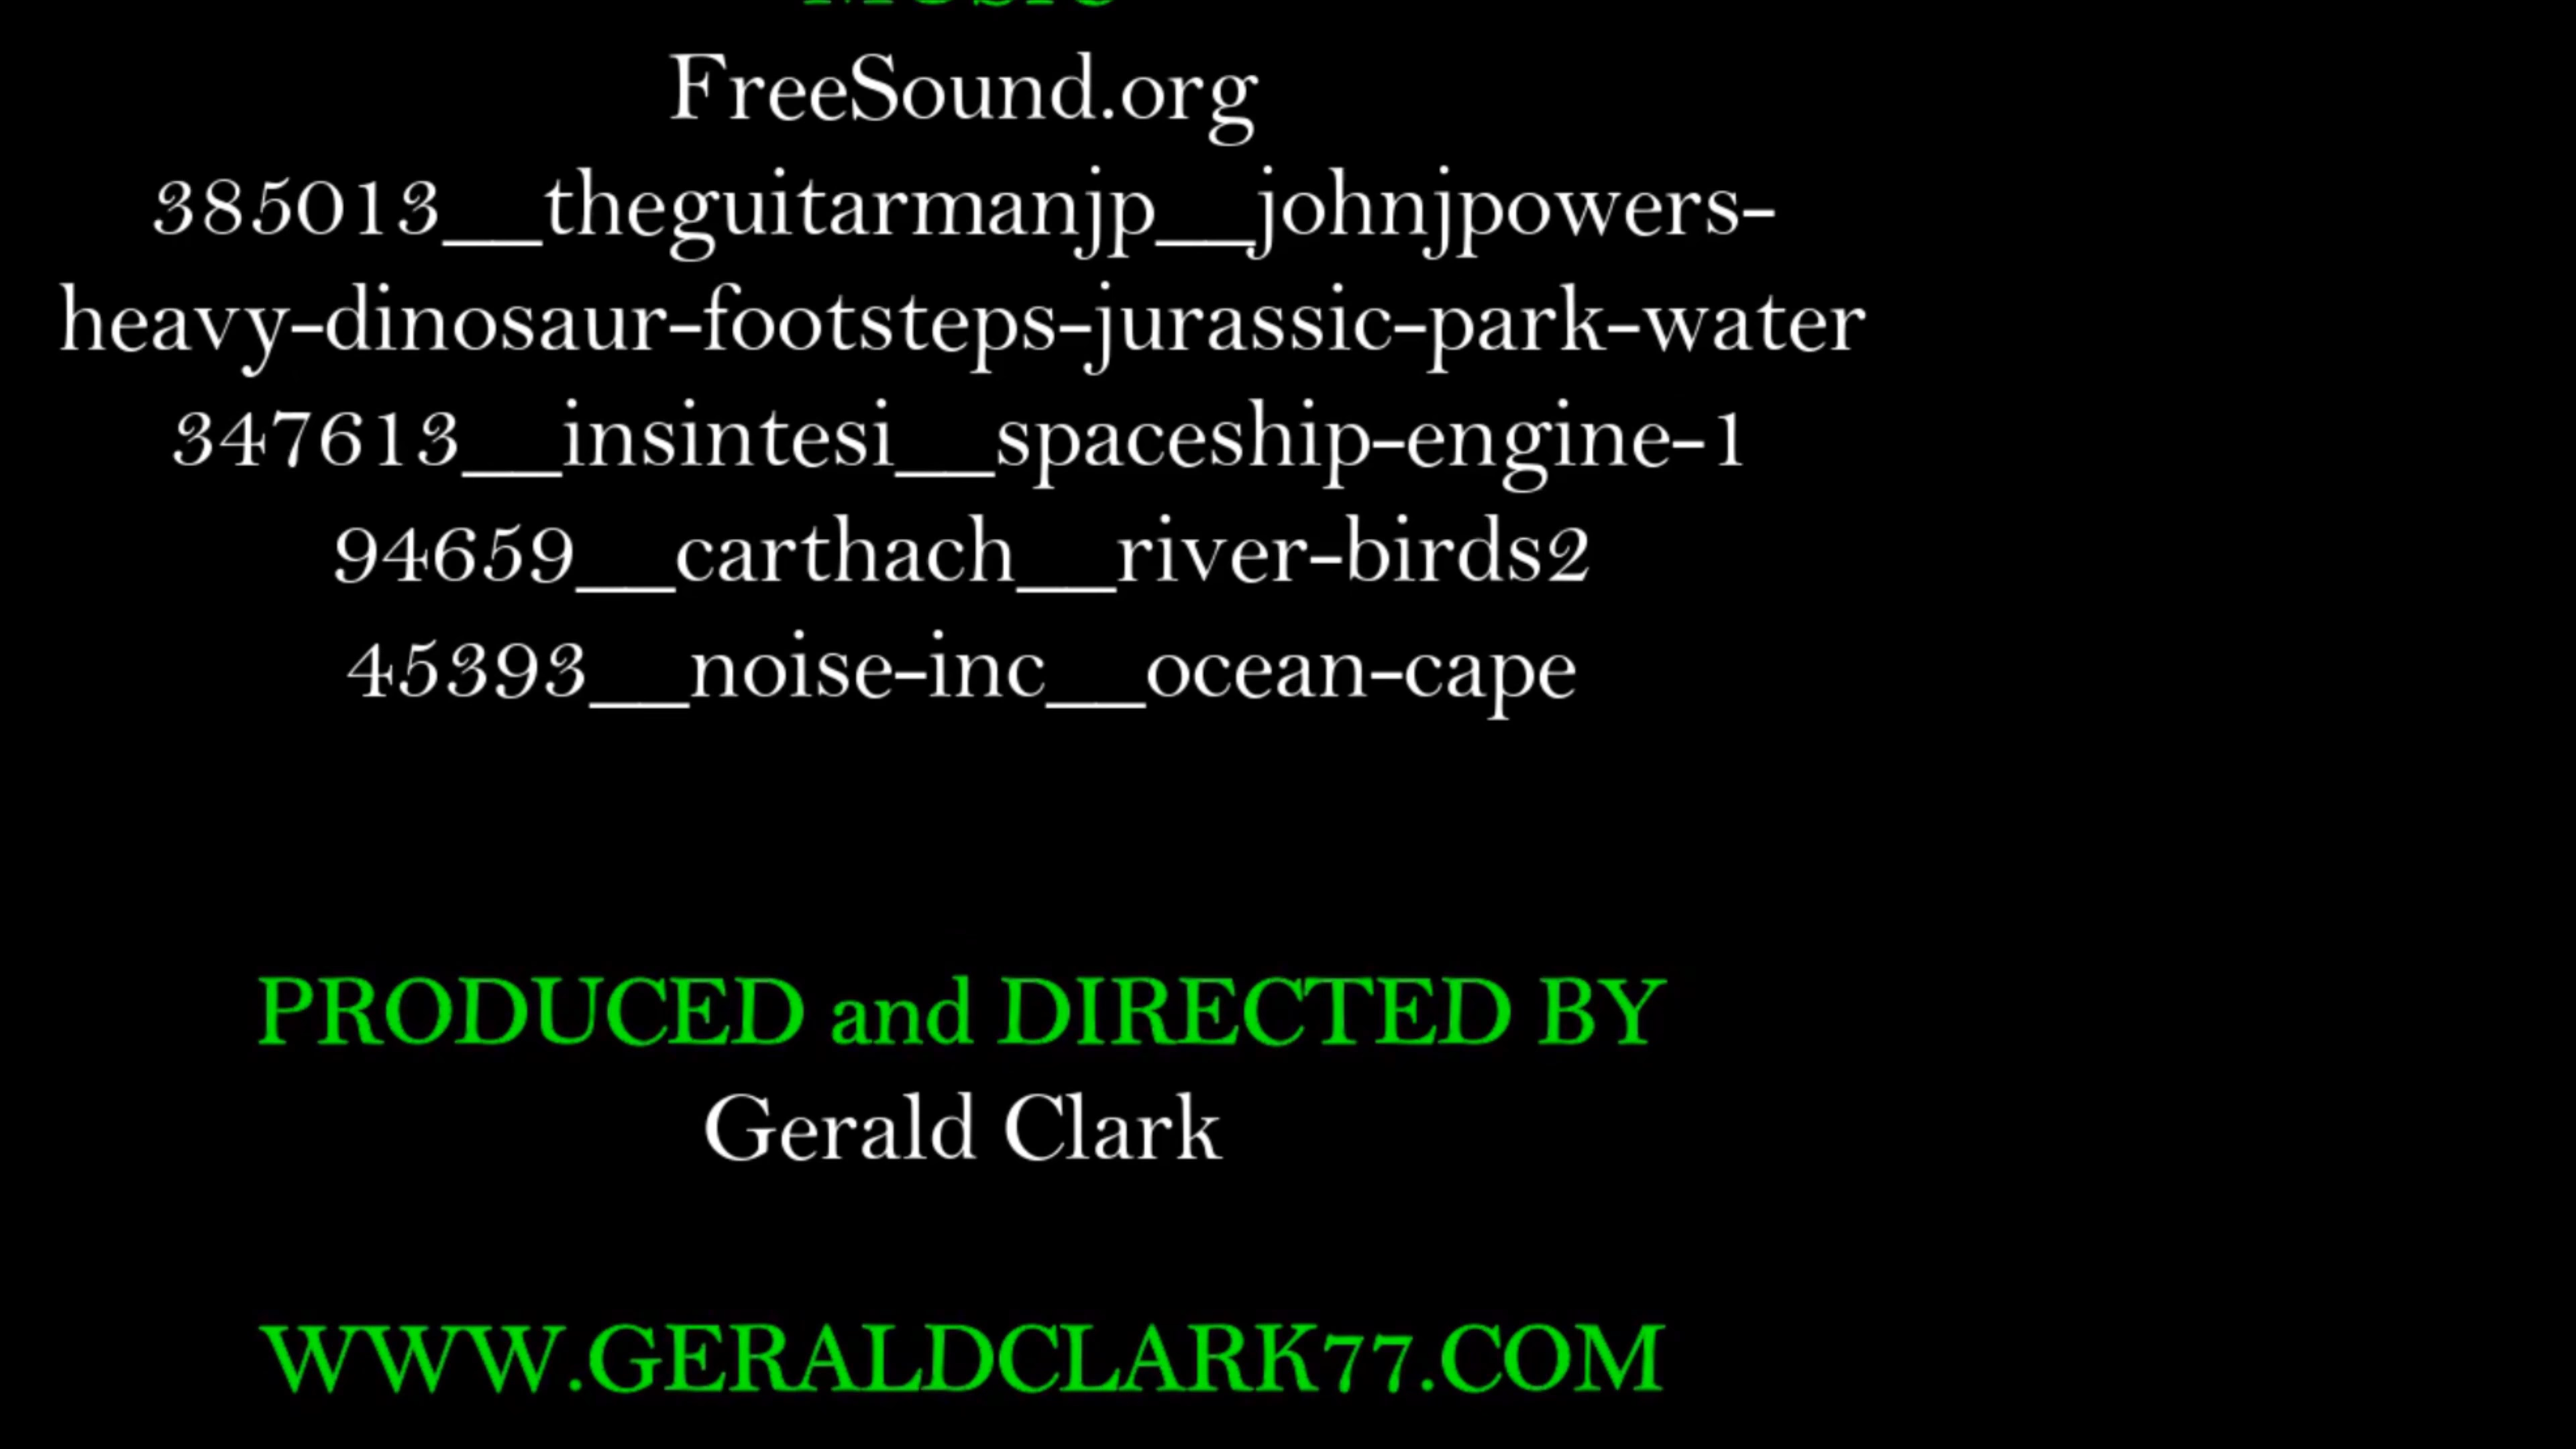 MUSIC
FreeSound.org
385013__theguitarmanjp__johnjpowers-
heavy-dinosaur-footsteps-jurassic-park-water
347613__insintesi__spaceship-engine-1
94659__carthach__river-birds2
45393__noise-inc__ocean-cape
PRODUCED and DIRECTED BY
Gerald Clark
WWW.GERALDCLARK77.COM